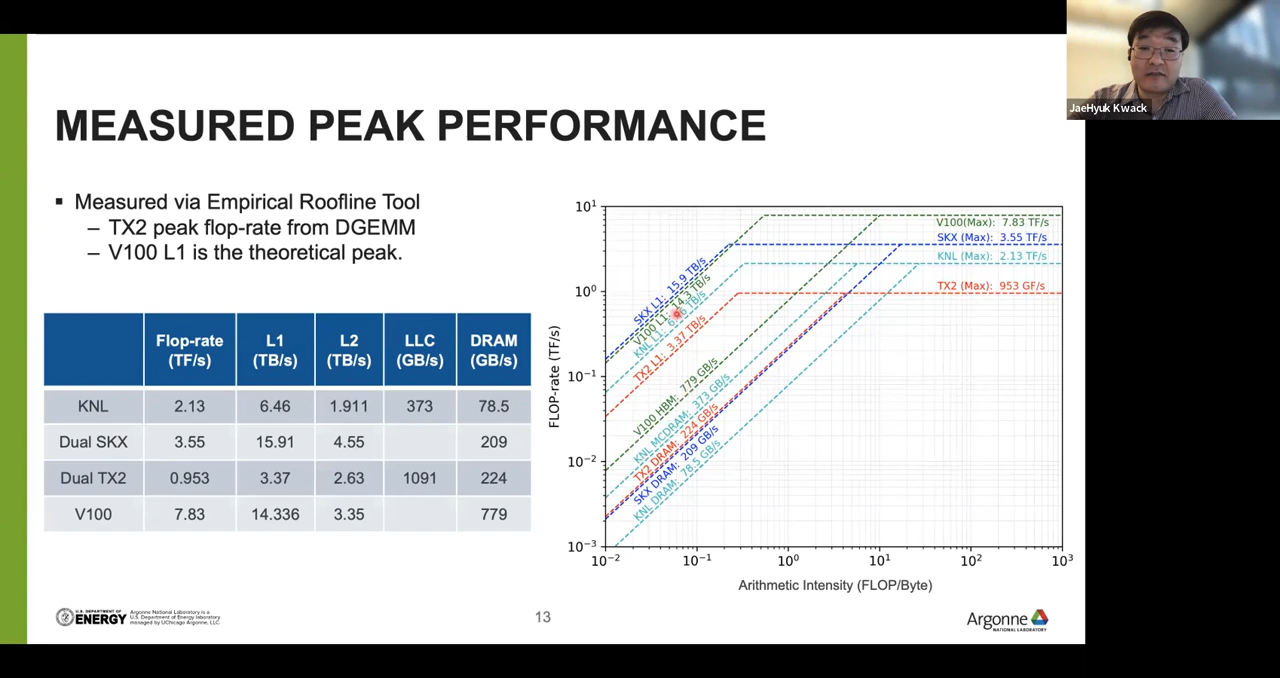 JaeHyuk Kwack
MEASURED PEAK PERFORMANCE
▪ Measured via Empirical Roofline Tool
– TX2 peak flop-rate from DGEMM
– V100 L1 is the theoretical peak.
Flop-rate (TF/s) L1 (TB/s) L2 (TB/s) LLC (GB/s) DRAM (GB/s)
KNL 2.13 6.46 1.911 373 78.5
Dual SKX 3.55 15.91 4.55 209
Dual TX2 0.953 3.37 2.63 1091 224
V100 7.83 14.336 3.35 779
FLOP-rate (TF/s)
10¹
10⁰
10⁻¹
10⁻²
10⁻³
V100(Max): 7.83 TF/s
SKX (Max): 3.55 TF/s
KNL (Max): 2.13 TF/s
TX2 (Max): 953 GF/s
SKX L1: 15.9 TB/s
V100 L1: 14.3 TB/s
KNL L1: TB/s
TX2 L1: 3.37 TB/s
V100 HBM: 779 GB/s
KNL MCDRAM: 373 GB/s
TX2 DRAM: 224 GB/s
SKX DRAM: 209 GB/s
KNL DRAM: 78.5 GB/s
10⁻² 10⁻¹ 10⁰ 10¹ 10² 10³
Arithmetic Intensity (FLOP/Byte)
U.S. DEPARTMENT OF
ENERGY
Argonne National Laboratory is a
U.S. Department of Energy laboratory
managed by UChicago Argonne, LLC.
13
Argonne
NATIONAL LABORATORY